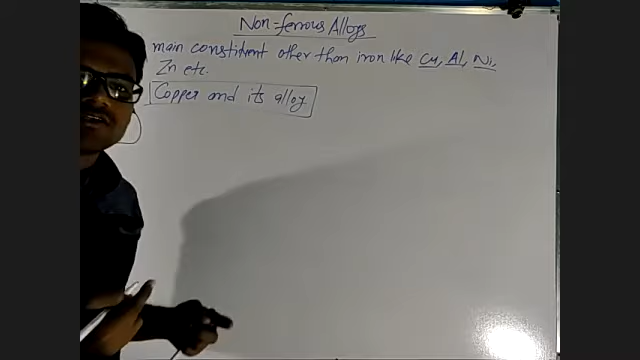 Non-ferrous Alloys
main constituent other than iron like Cu, Al, Ni,
Zn etc.
Copper and its alloy